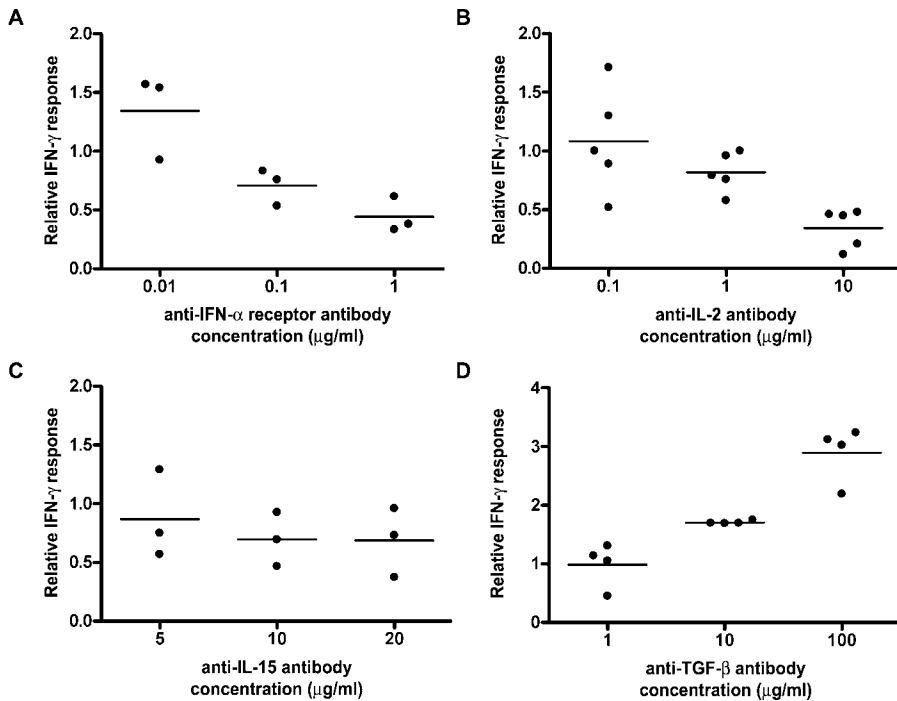 A
Relative IFN-γ response
2.0
1.5
1.0
0.5
0.0
0.01 0.1 1
anti-IFN-α receptor antibody
concentration (μg/ml)
B
Relative IFN-γ response
2.0
1.5
1.0
0.5
0.0
0.1 1 10
anti-IL-2 antibody
concentration (μg/ml)
C
Relative IFN-γ response
2.0
1.5
1.0
0.5
0.0
5 10 20
anti-IL-15 antibody
concentration (μg/ml)
D
Relative IFN-γ response
4
3
2
1
0
1 10 100
anti-TGF-β antibody
concentration (μg/ml)